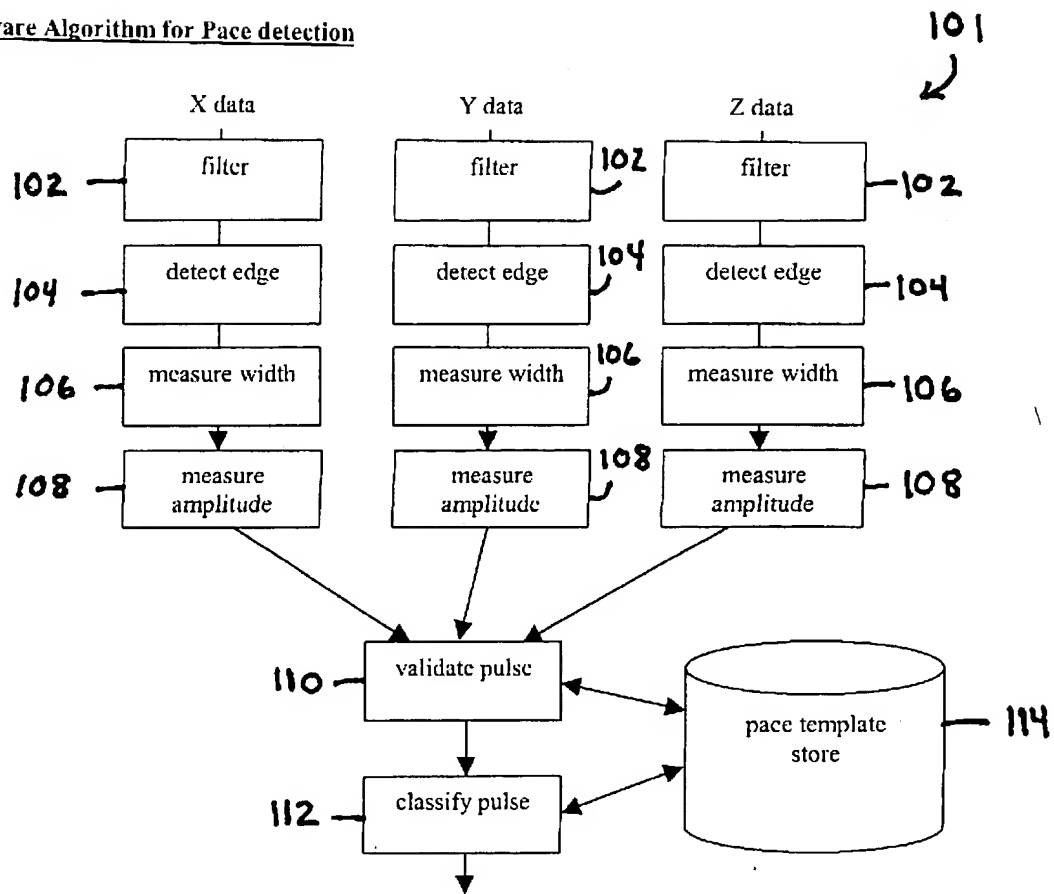 ware Algorithm for Pace detection
101
X data
Y data
Z data
102
filter
filter
102
filter
102
104
detect edge
detect edge
104
detect edge
104
106
measure width
measure width
106
measure width
106
108
measure
amplitude
measure
amplitude
108
measure
amplitude
108
110
validate pulse
pace template
store
114
112
classify pulse